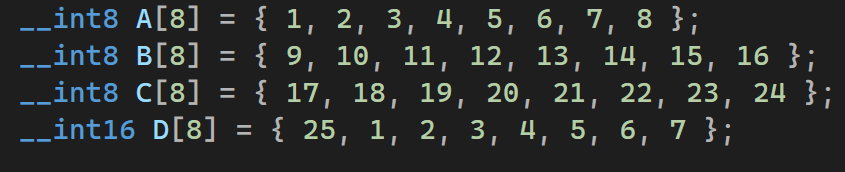 __int8 A[8] = { 1, 2, 3, 4, 5, 6, 7, 8 };
__int8 B[8] = { 9, 10, 11, 12, 13, 14, 15, 16 };
__int8 C[8] = { 17, 18, 19, 20, 21, 22, 23, 24 };
__int16 D[8] = { 25, 1, 2, 3, 4, 5, 6, 7 };